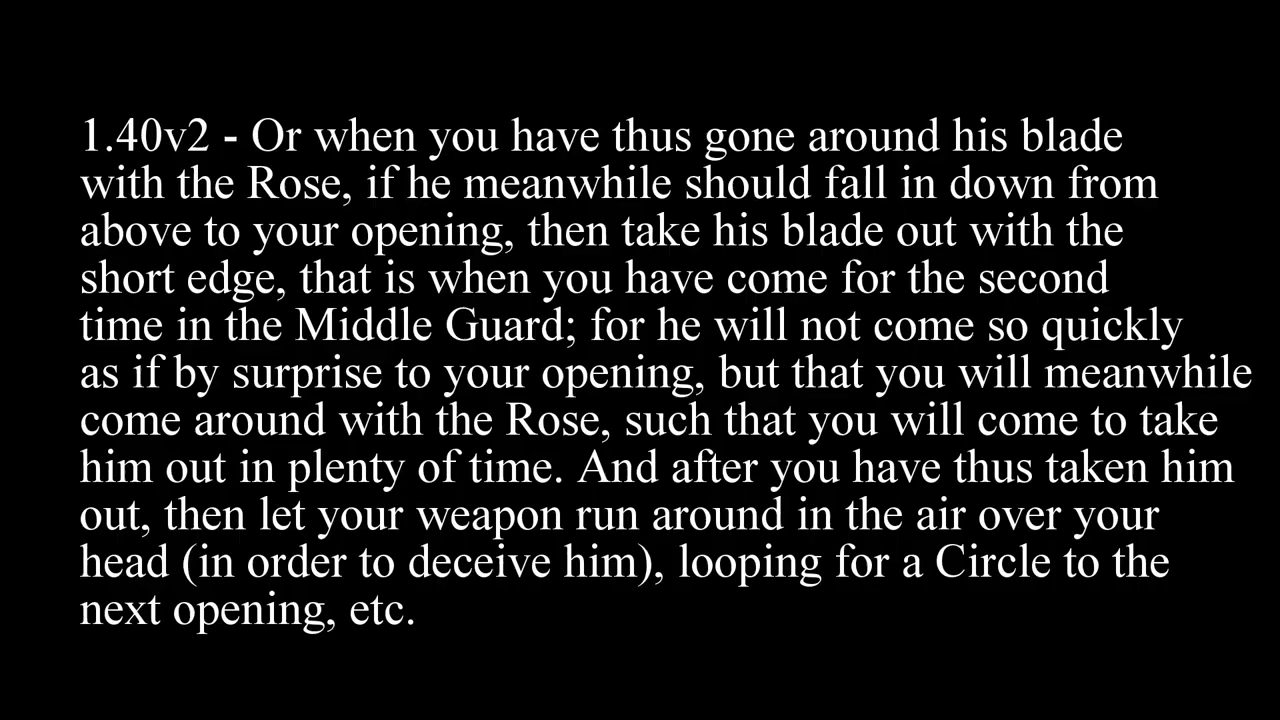 1.40v2 - Or when you have thus gone around his blade
with the Rose, if he meanwhile should fall in down from
above to your opening, then take his blade out with the
short edge, that is when you have come for the second
time in the Middle Guard; for he will not come so quickly
as if by surprise to your opening, but that you will meanwhile
come around with the Rose, such that you will come to take
him out in plenty of time. And after you have thus taken him
out, then let your weapon run around in the air over your
head (in order to deceive him), looping for a Circle to the
next opening, etc.